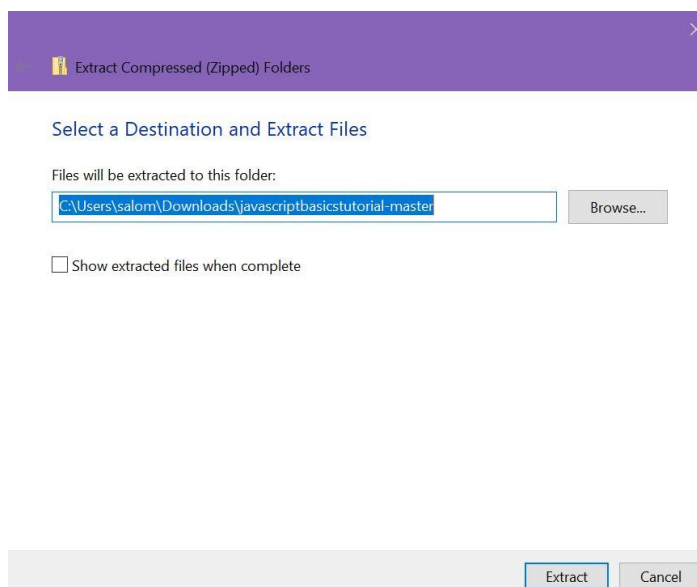 Extract Compressed (Zipped) Folders
Select a Destination and Extract Files
Files will be extracted to this folder:
C:\Users\salom\Downloads\javascriptbasicstutorial-master
Browse...
Show extracted files when complete
Extract
Cancel